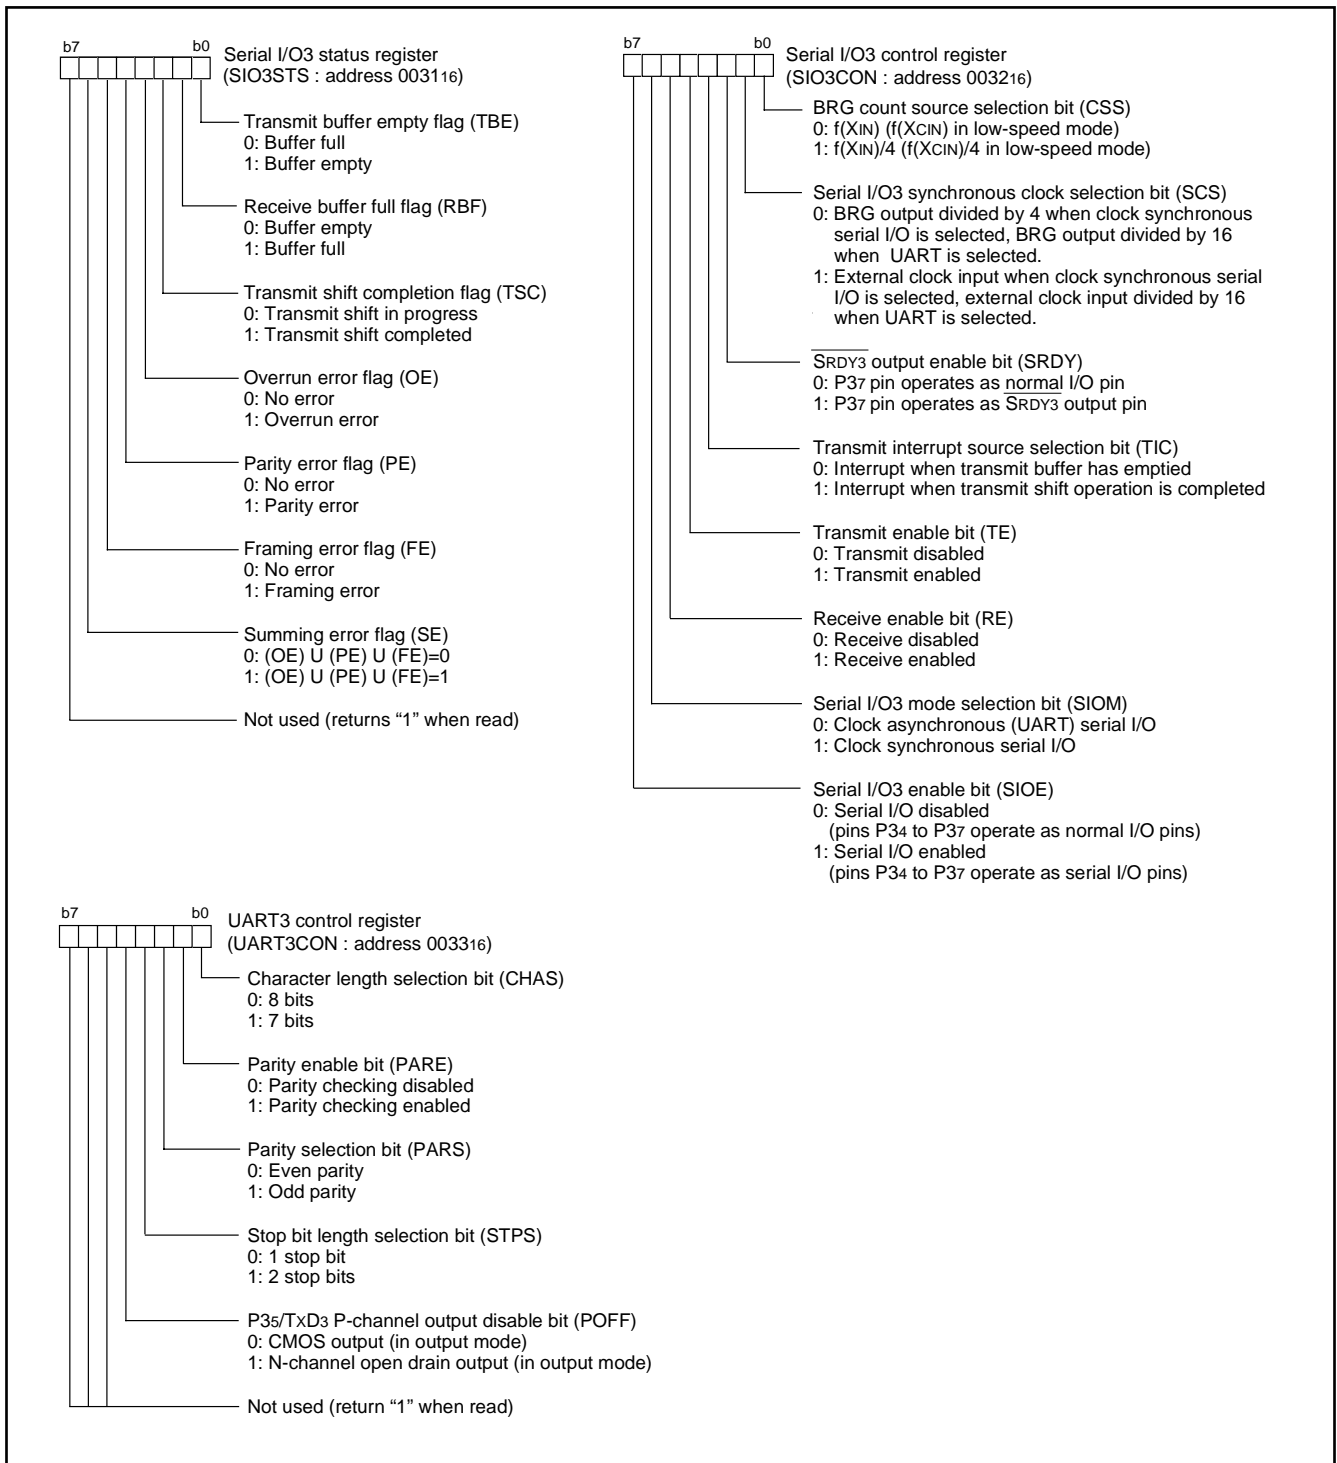 b7 b0 Serial I/O3 status register
(SIO3STS : address 003116)
Transmit buffer empty flag (TBE)
0: Buffer full
1: Buffer empty
Receive buffer full flag (RBF)
0: Buffer empty
1: Buffer full
Transmit shift completion flag (TSC)
0: Transmit shift in progress
1: Transmit shift completed
Overrun error flag (OE)
0: No error
1: Overrun error
Parity error flag (PE)
0: No error
1: Parity error
Framing error flag (FE)
0: No error
1: Framing error
Summing error flag (SE)
0: (OE) U (PE) U (FE)=0
1: (OE) U (PE) U (FE)=1
Not used (returns “1” when read)
b7 b0 Serial I/O3 control register
(SIO3CON : address 003216)
BRG count source selection bit (CSS)
0: f(XIN) (f(XCIN) in low-speed mode)
1: f(XIN)/4 (f(XCIN)/4 in low-speed mode)
Serial I/O3 synchronous clock selection bit (SCS)
0: BRG output divided by 4 when clock synchronous
serial I/O is selected, BRG output divided by 16
when UART is selected.
1: External clock input when clock synchronous serial
I/O is selected, external clock input divided by 16
when UART is selected.
SRDY3 output enable bit (SRDY)
0: P37 pin operates as normal I/O pin
1: P37 pin operates as SRDY3 output pin
Transmit interrupt source selection bit (TIC)
0: Interrupt when transmit buffer has emptied
1: Interrupt when transmit shift operation is completed
Transmit enable bit (TE)
0: Transmit disabled
1: Transmit enabled
Receive enable bit (RE)
0: Receive disabled
1: Receive enabled
Serial I/O3 mode selection bit (SIOM)
0: Clock asynchronous (UART) serial I/O
1: Clock synchronous serial I/O
Serial I/O3 enable bit (SIOE)
0: Serial I/O disabled
(pins P34 to P37 operate as normal I/O pins)
1: Serial I/O enabled
(pins P34 to P37 operate as serial I/O pins)
b7 b0 UART3 control register
(UART3CON : address 003316)
Character length selection bit (CHAS)
0: 8 bits
1: 7 bits
Parity enable bit (PARE)
0: Parity checking disabled
1: Parity checking enabled
Parity selection bit (PARS)
0: Even parity
1: Odd parity
Stop bit length selection bit (STPS)
0: 1 stop bit
1: 2 stop bits
P35/TXD3 P-channel output disable bit (POFF)
0: CMOS output (in output mode)
1: N-channel open drain output (in output mode)
Not used (return “1” when read)